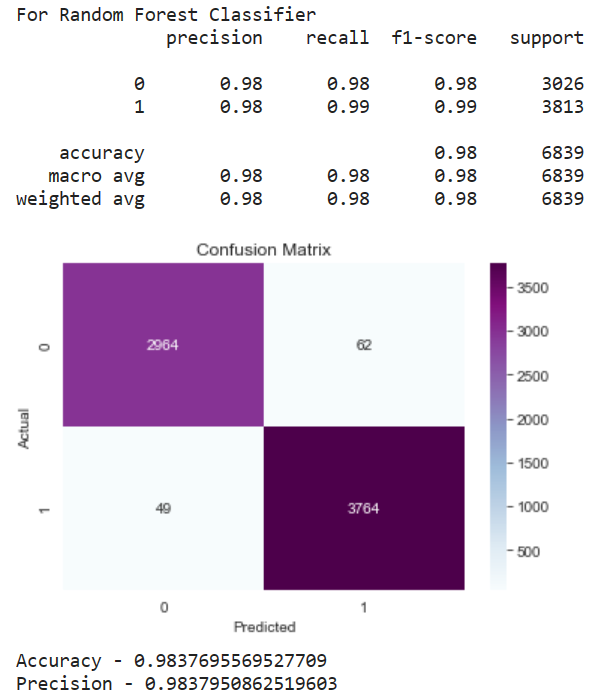 For Random Forest Classifier
precision recall f1-score support
0 0.98 0.98 0.98 3026
1 0.98 0.99 0.99 3813
accuracy 0.98 6839
macro avg 0.98 0.98 0.98 6839
weighted avg 0.98 0.98 0.98 6839
Confusion Matrix
3500
3000
2500
2000
1500
1000
500
Actual
0
2964 62
1
49 3764
0 1
Predicted
Accuracy - 0.9837695569527709
Precision - 0.9837950862519603